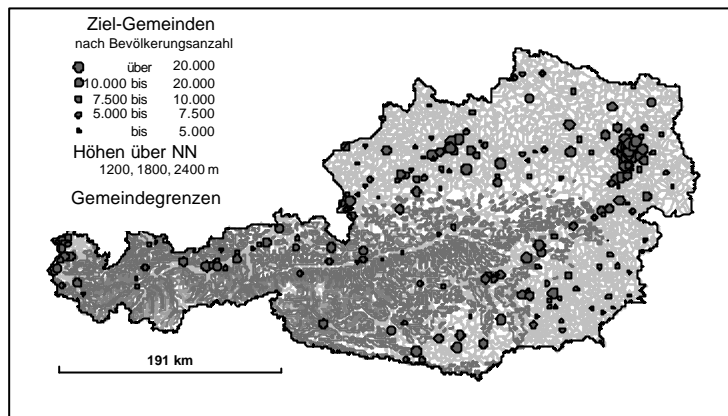 Ziel-Gemeinden
nach Bevölkerungsanzahl
über 20.000
10.000 bis 20.000
7.500 bis 10.000
5.000 bis 7.500
bis 5.000
Höhen über NN
1200, 1800, 2400 m
Gemeindegrenzen
191 km